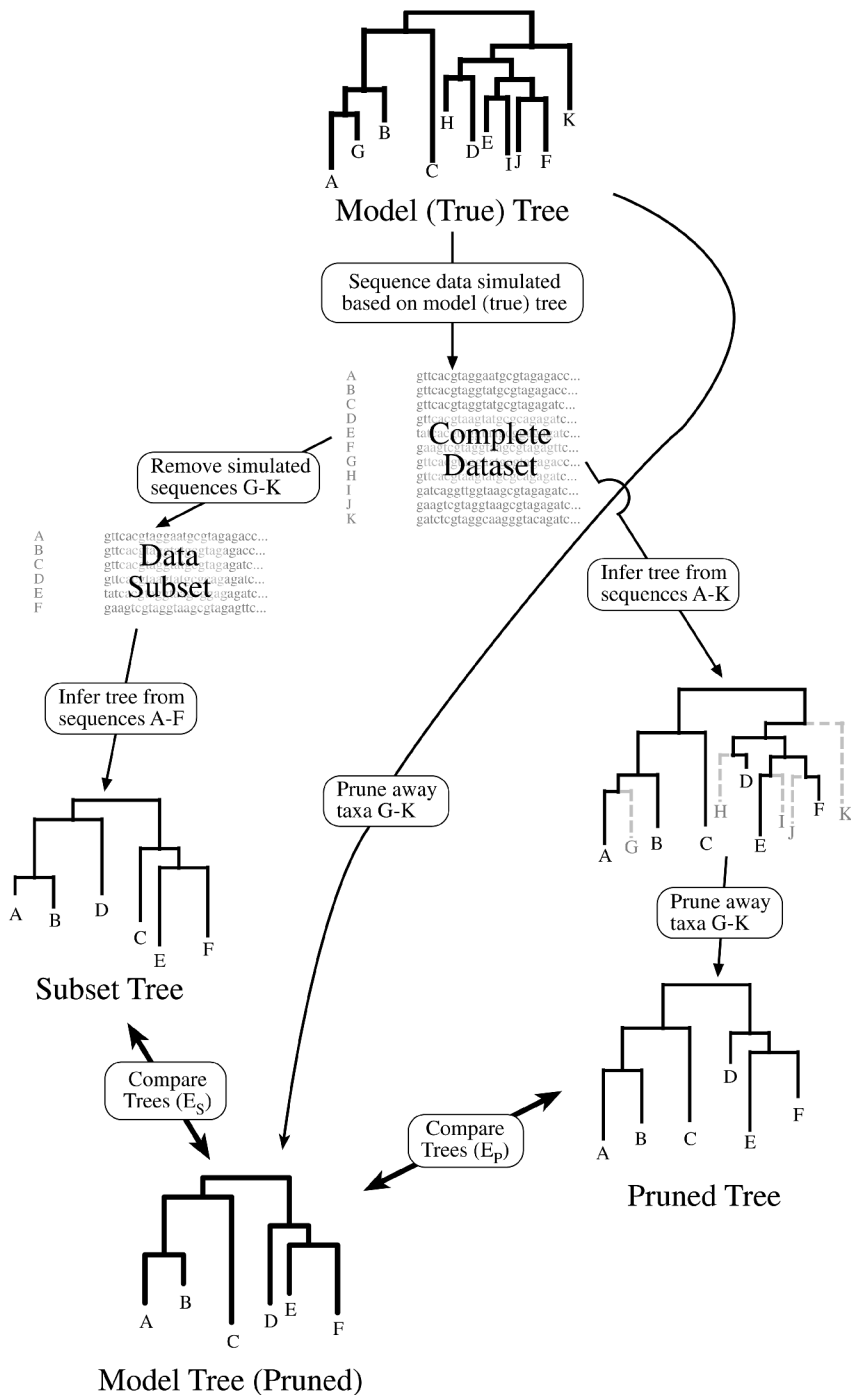 A
G
B
C
H
D
E
I
J
F
K
Model (True) Tree
Sequence data simulated
based on model (true) tree
A gttcacgtaggaatgcgtagagacc...
B gttcacgtaggtatgcgtagagacc...
C gttcacgtaggtatgcgtagagatc...
D
E
F
G
H
Complete
Dataset
I gatcaggttggtaagcgtagagatc...
J gaagtcgtaggtaagcgtagagatc...
K gatctcgtaggcaagggtacagatc...
Remove simulated
sequences G-K
A gttcacgtaggaatgcgtagagacc...
B
C
D
E
Data
Subset
F gaagtcgtaggtaagcgtagagttc...
Infer tree from
sequences A-K
Infer tree from
sequences A-F
A
G
B
C
H
D
E
I
J
F
K
Prune away
taxa G-K
A
B
D
C
E
F
Subset Tree
Prune away
taxa G-K
A
B
C
D
E
F
Pruned Tree
Compare
Trees (ES)
Compare
Trees (EP)
A
B
C
D
E
F
Model Tree (Pruned)